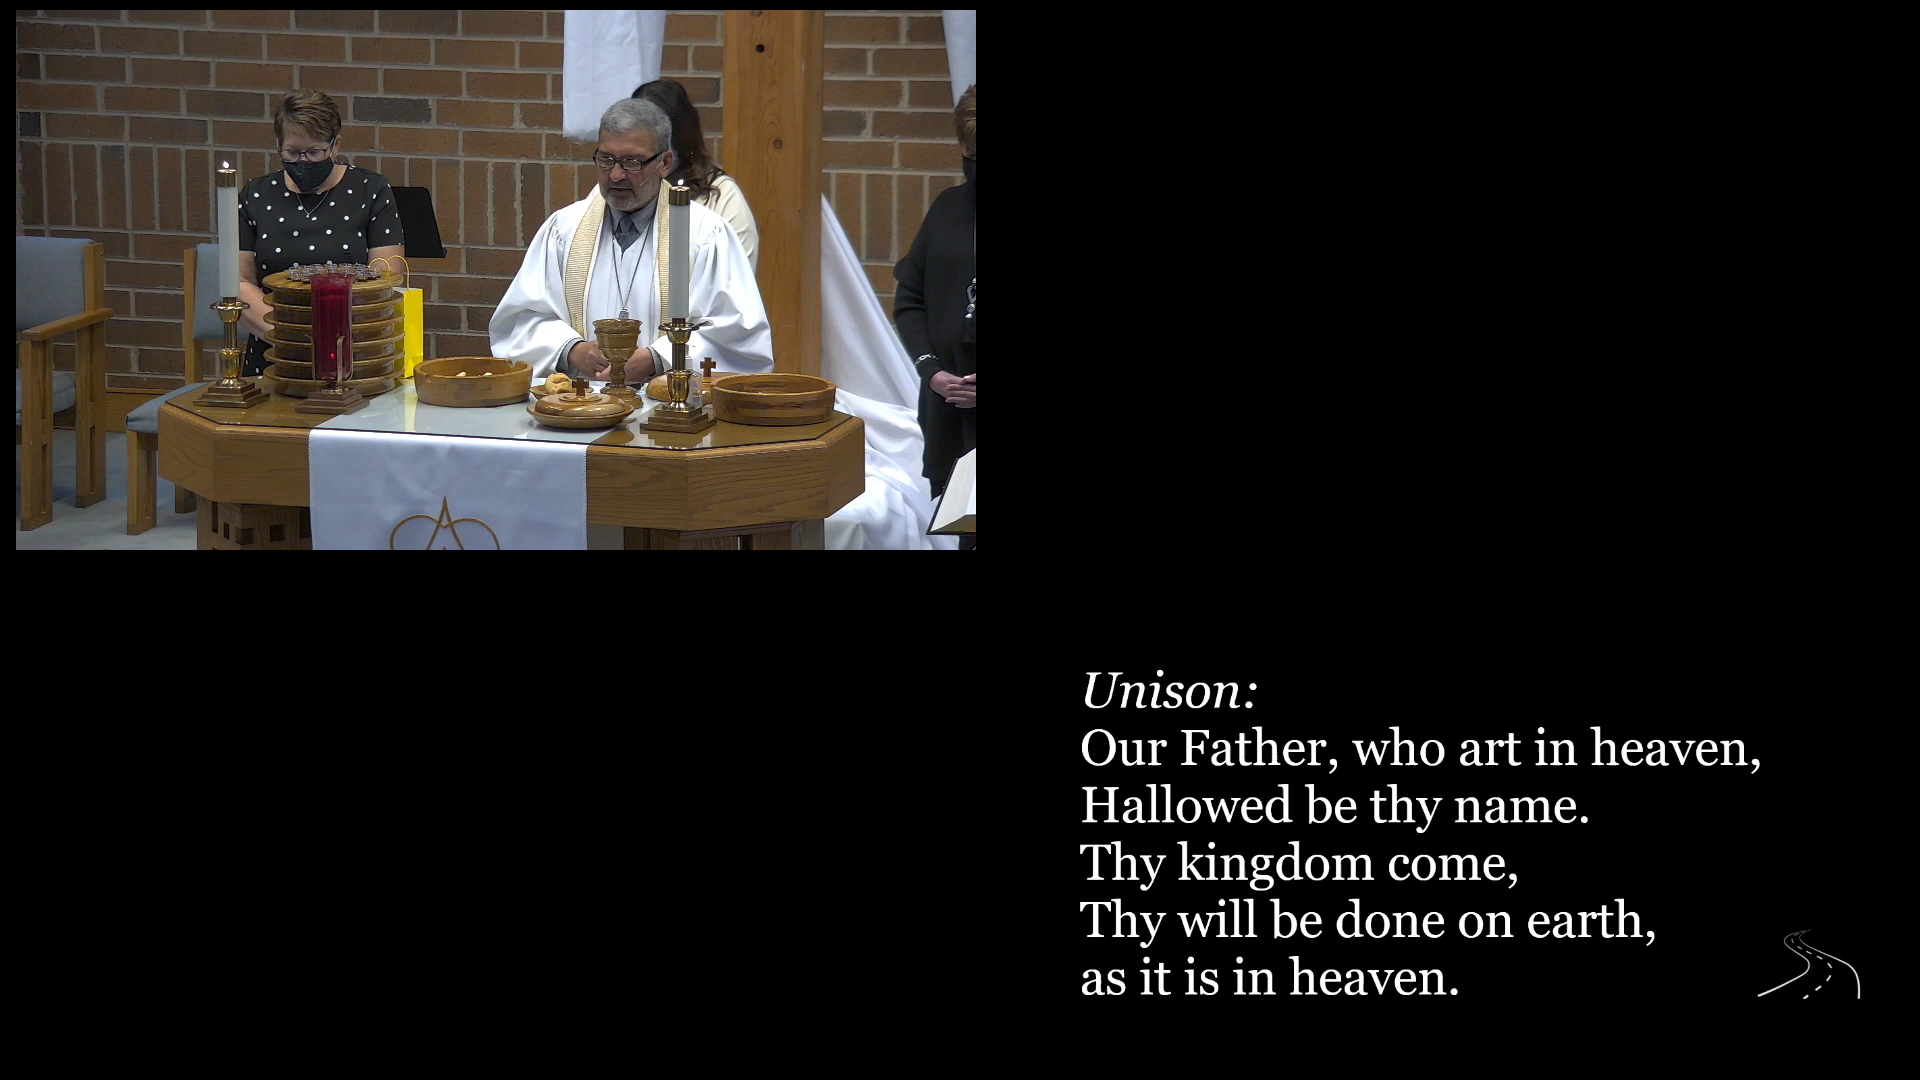 Unison:
Our Father, who art in heaven,
Hallowed be thy name.
Thy kingdom come,
Thy will be done on earth,
as it is in heaven.